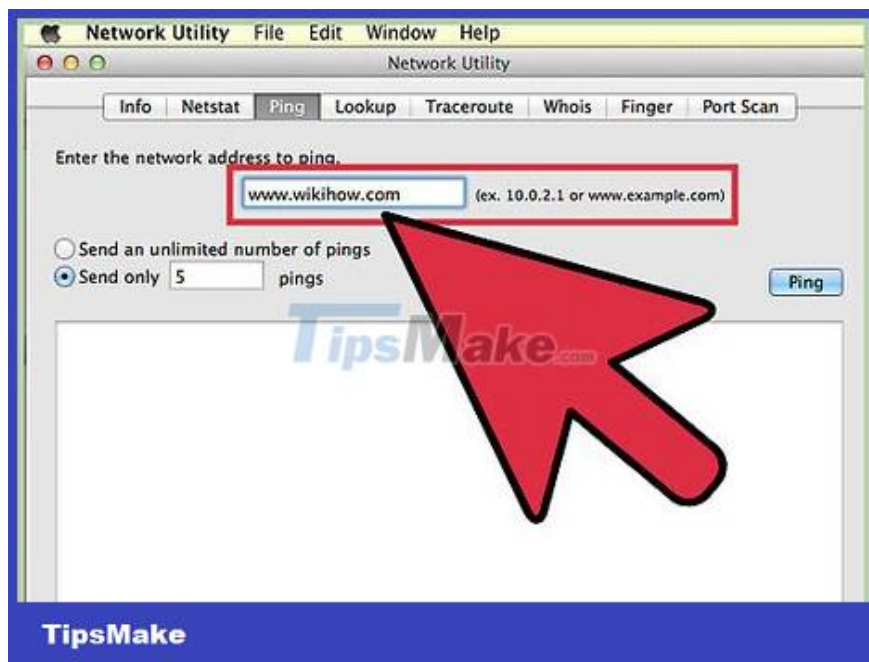 Network Utility File Edit Window Help
Network Utility
Info Netstat Ping Lookup Traceroute Whois Finger Port Scan
Enter the network address to ping.
www.wikihow.com (ex. 10.0.2.1 or www.example.com)
Send an unlimited number of pings
Send only 5 pings
Ping
TipsMake.com
TipsMake